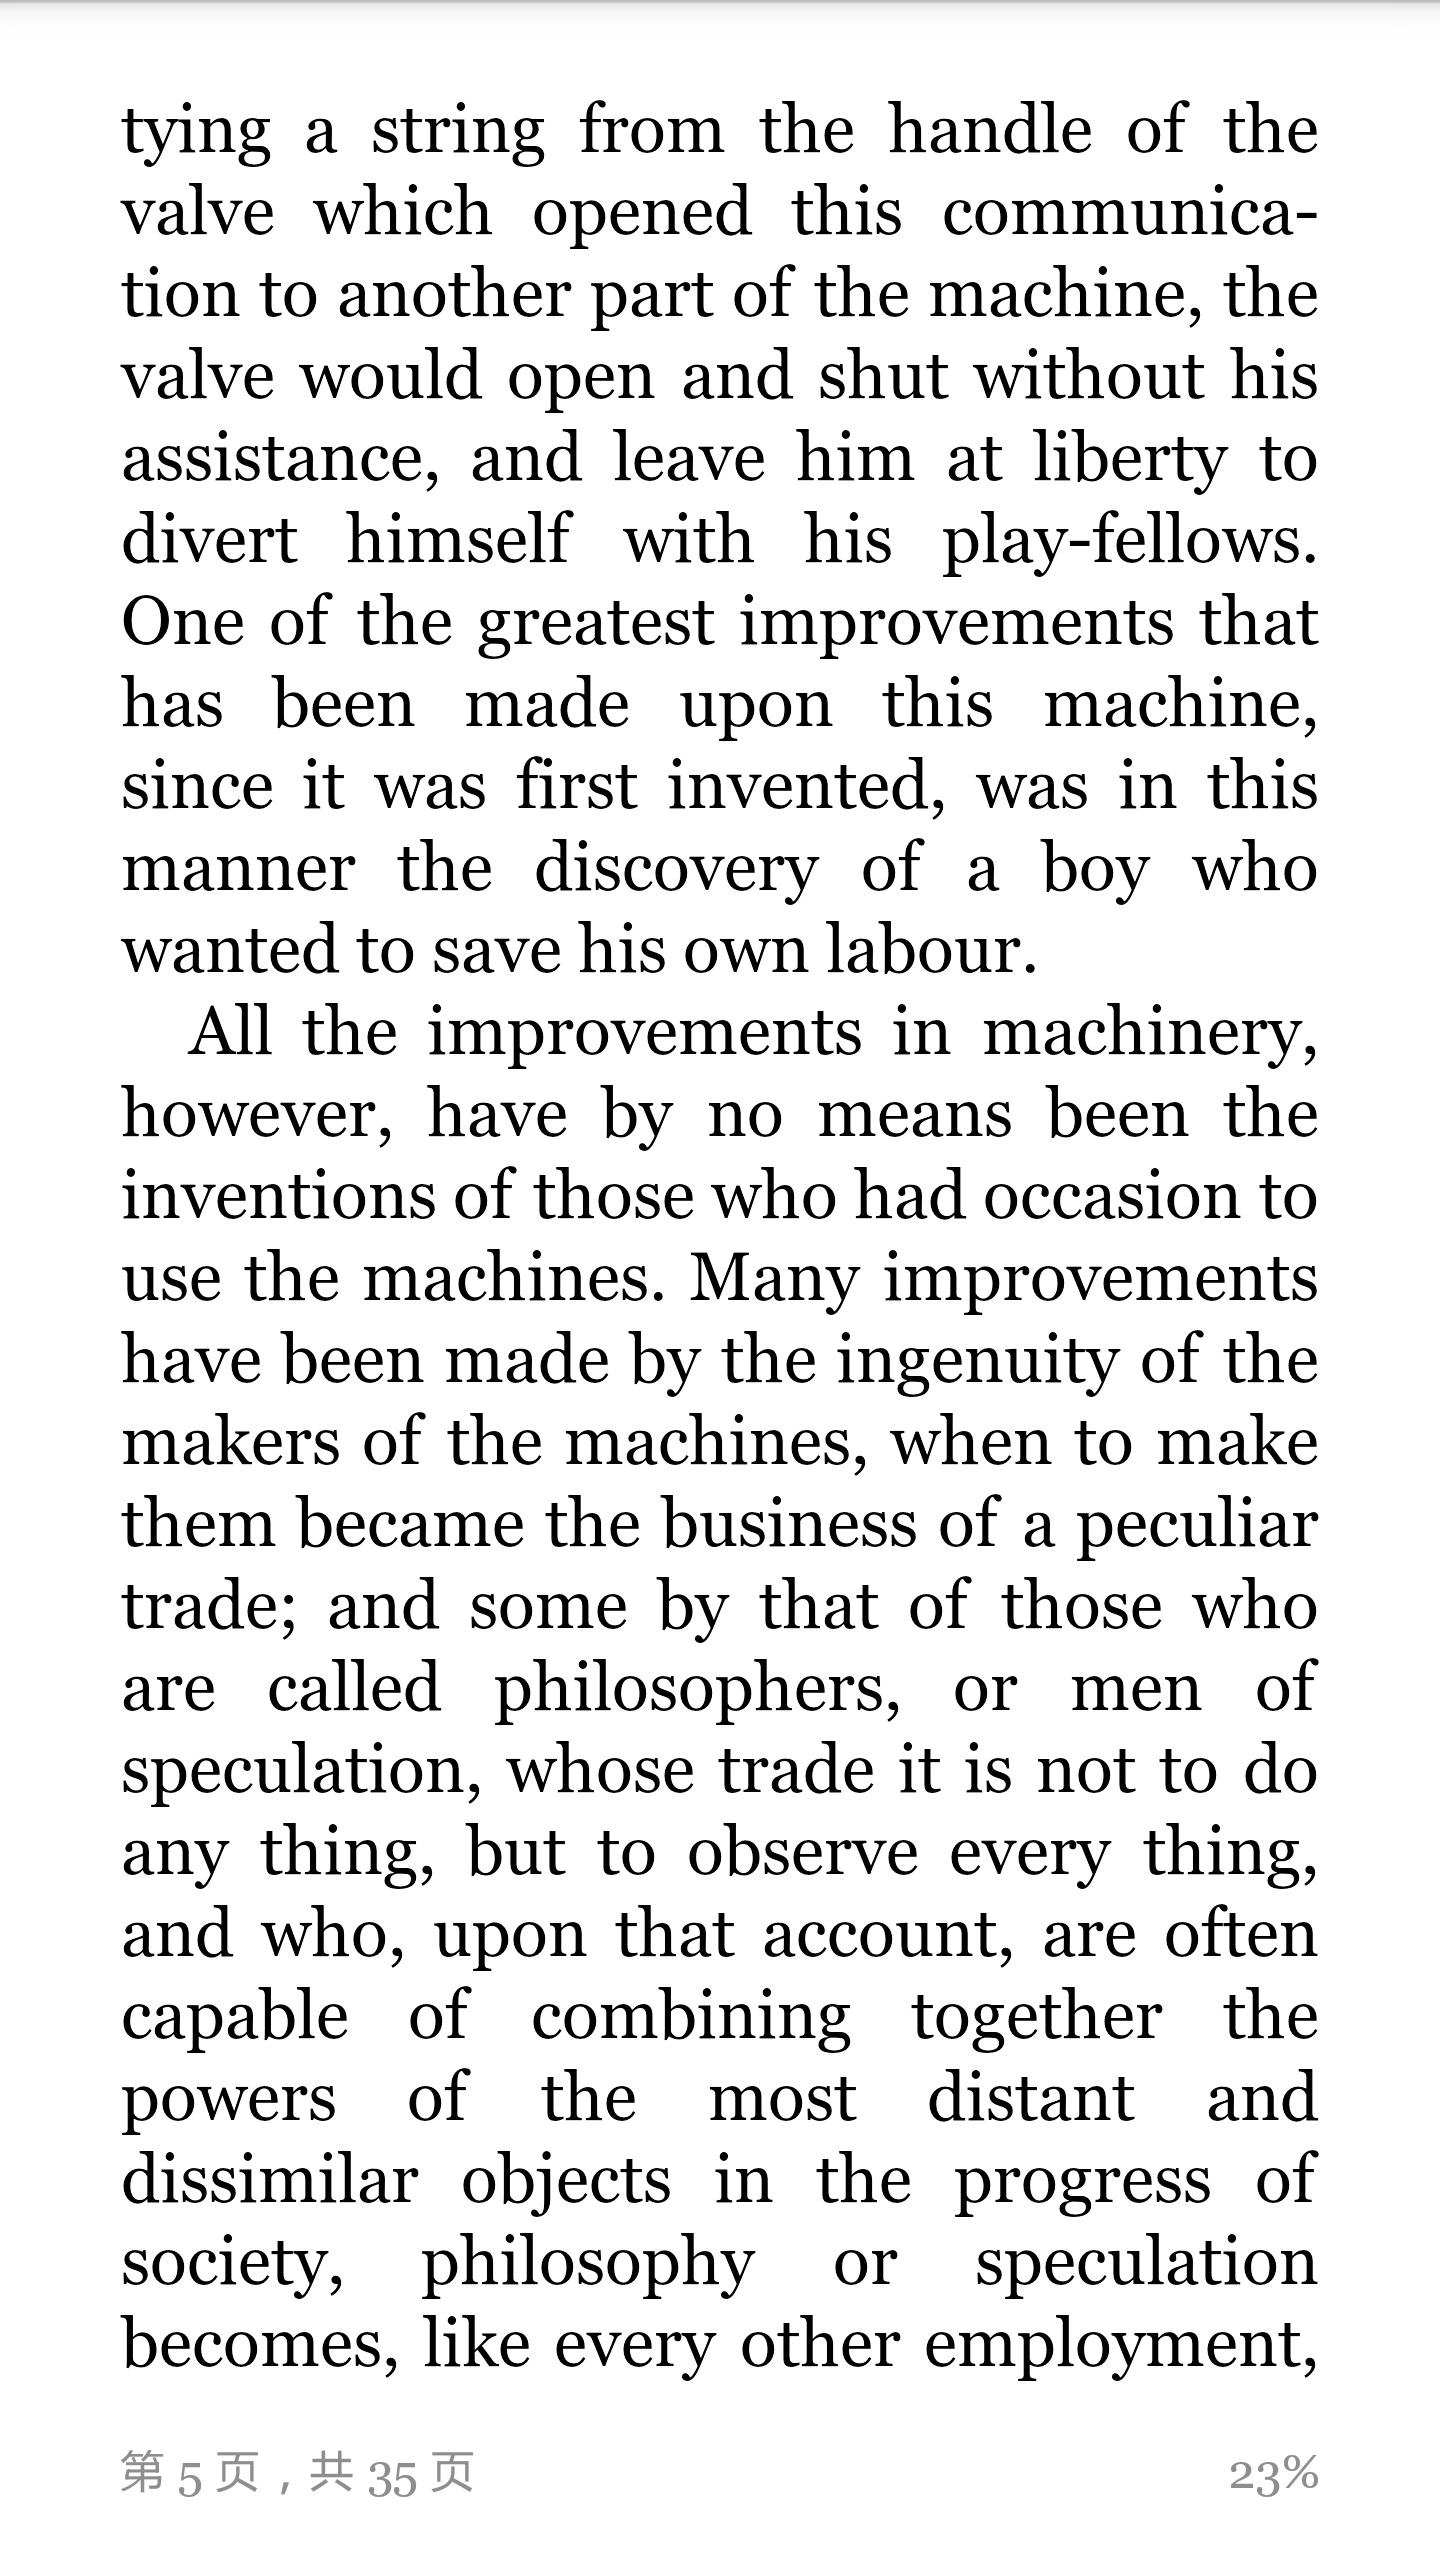 tying a string from the handle of the
valve which opened this communica-
tion to another part of the machine, the
valve would open and shut without his
assistance, and leave him at liberty to
divert himself with his play-fellows.
One of the greatest improvements that
has been made upon this machine,
since it was first invented, was in this
manner the discovery of a boy who
wanted to save his own labour.
All the improvements in machinery,
however, have by no means been the
inventions of those who had occasion to
use the machines. Many improvements
have been made by the ingenuity of the
makers of the machines, when to make
them became the business of a peculiar
trade; and some by that of those who
are called philosophers, or men of
speculation, whose trade it is not to do
any thing, but to observe every thing,
and who, upon that account, are often
capable of combining together the
powers of the most distant and
dissimilar objects in the progress of
society, philosophy or speculation
becomes, like every other employment,
第 5 页，共 35 页 23%